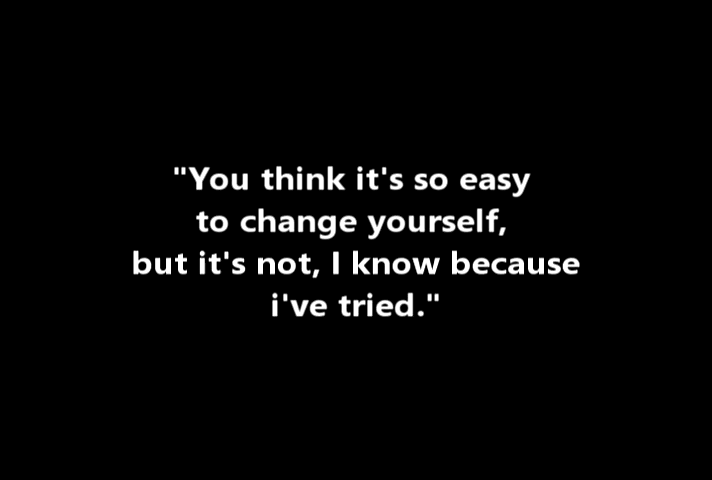 "You think it's so easy
to change yourself,
but it's not, I know because
i've tried."